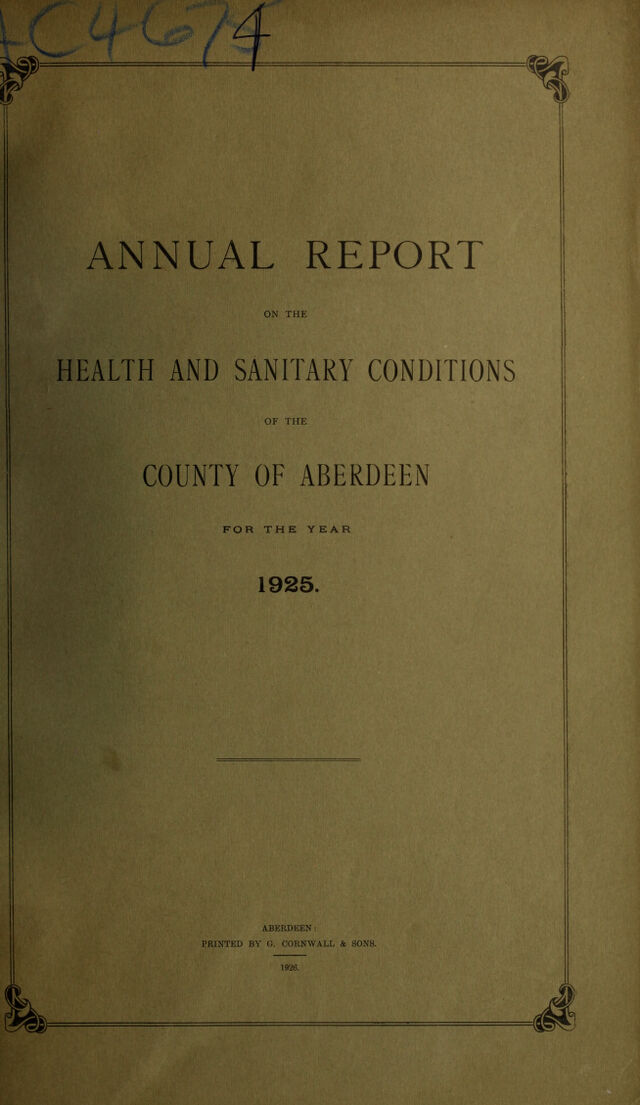 AC4674
ANNUAL REPORT
ON THE
HEALTH AND SANITARY CONDITIONS
OF THE
COUNTY OF ABERDEEN
FOR THE YEAR
1925.
ABERDEEN:
PRINTED BY G. CORNWALL & SONS.
1926.